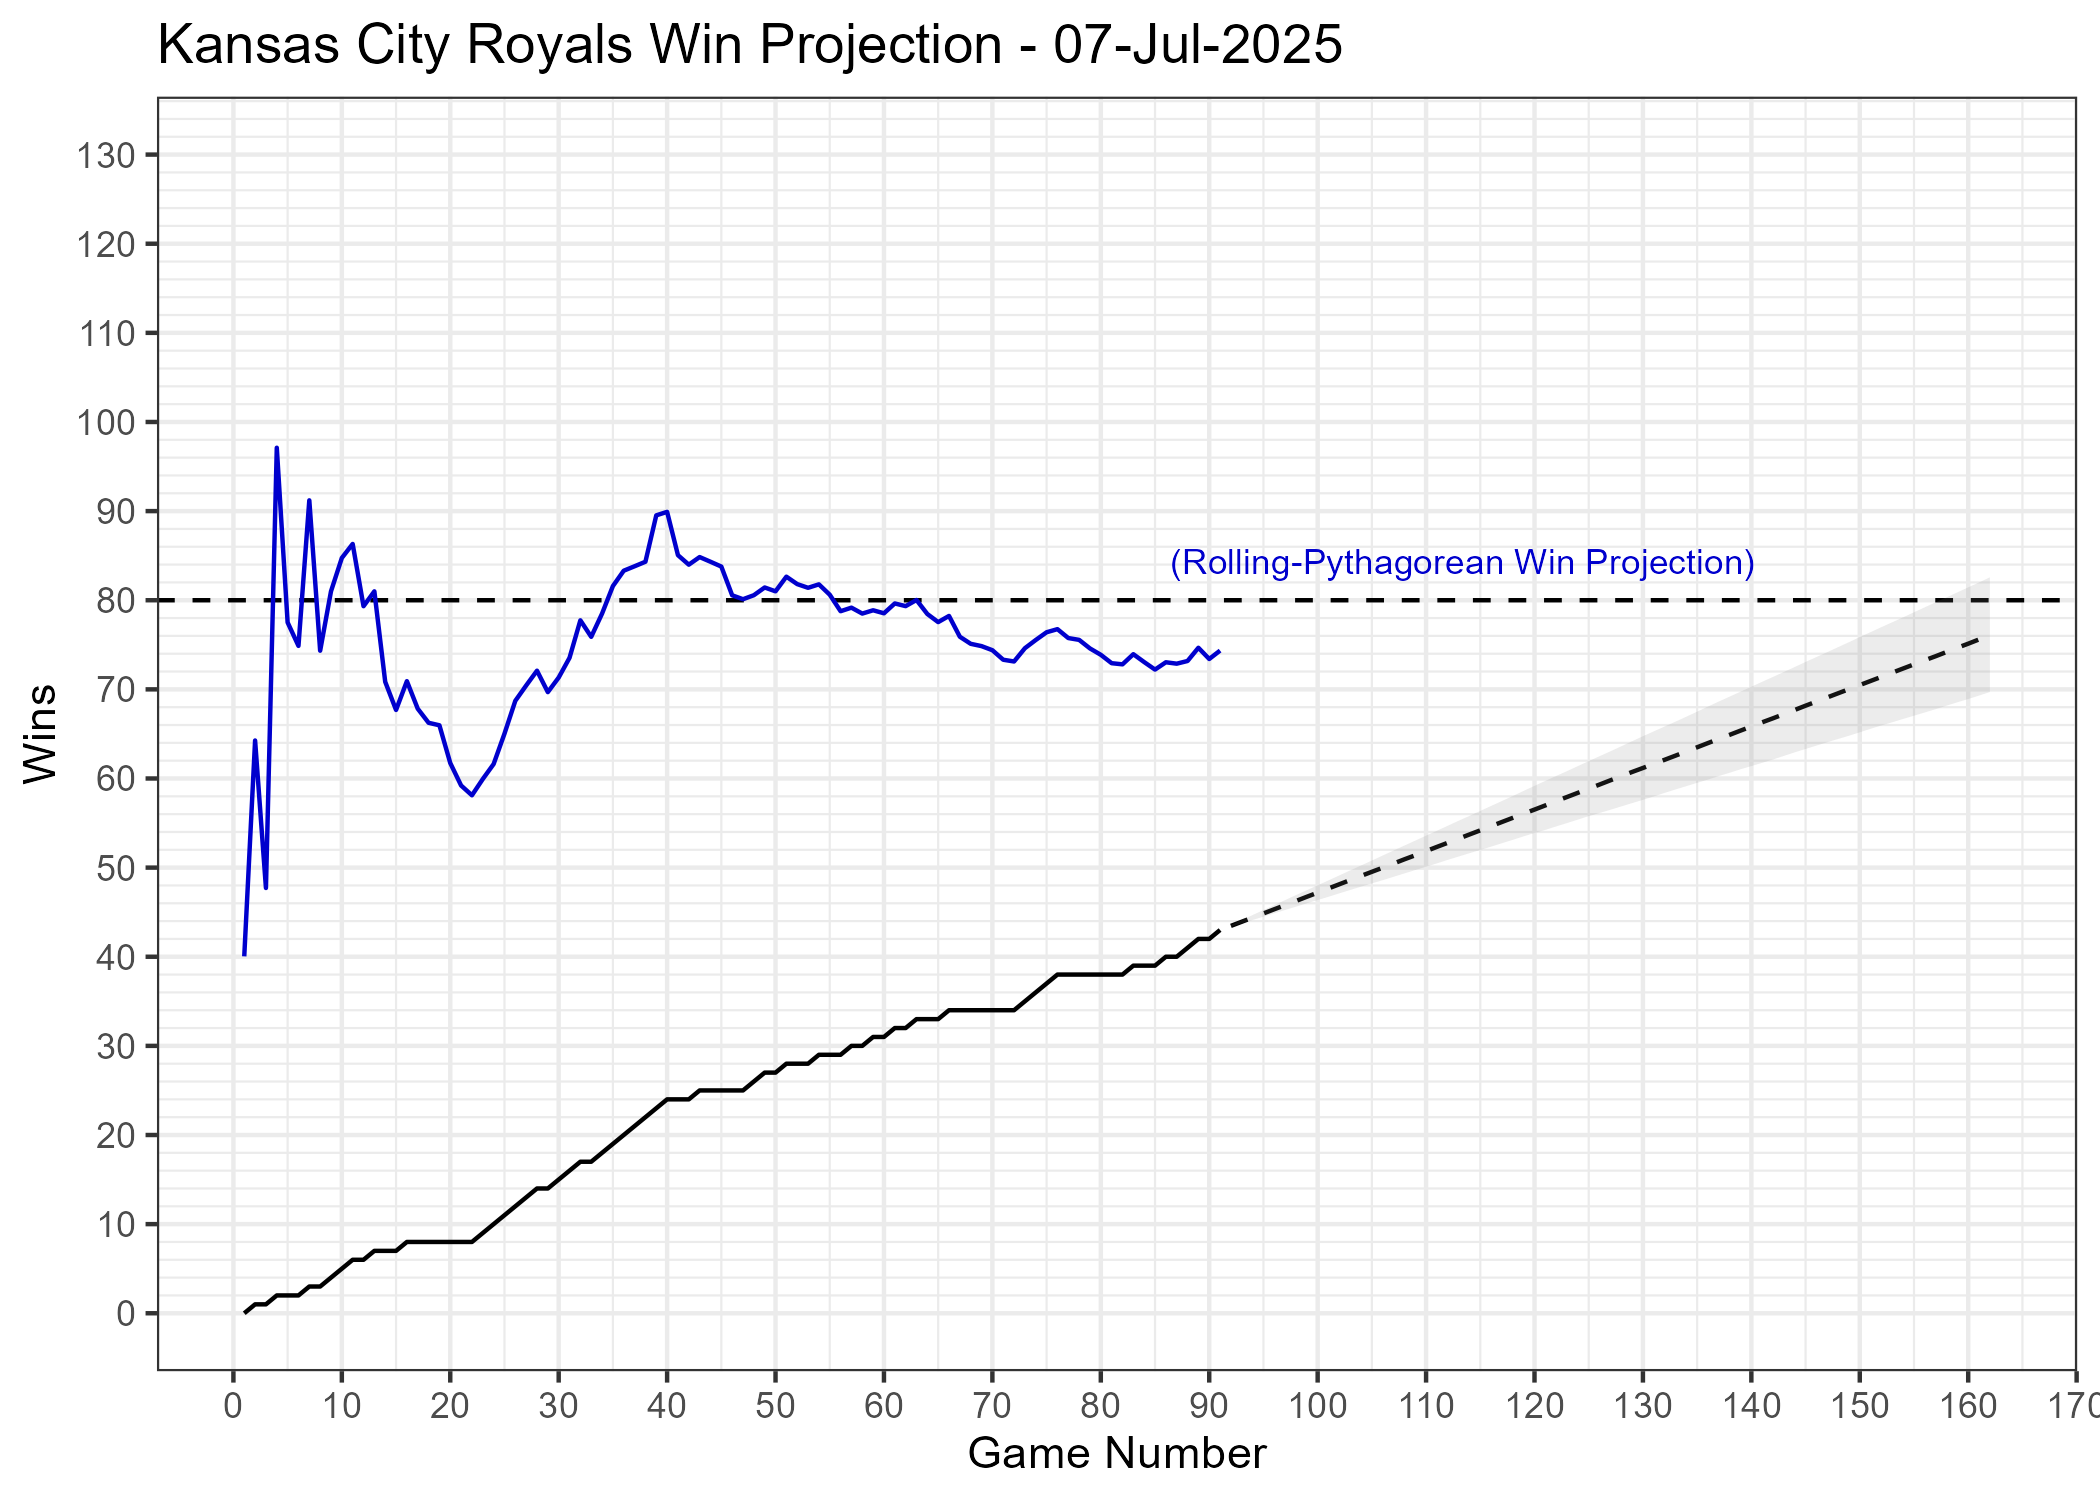 Kansas City Royals Win Projection - 07-Jul-2025
130
120
110
100
90
80
70
60
50
40
30
20
10
0
Wins
(Rolling-Pythagorean Win Projection)
0 10 20 30 40 50 60 70 80 90 100 110 120 130 140 150 160 170
Game Number